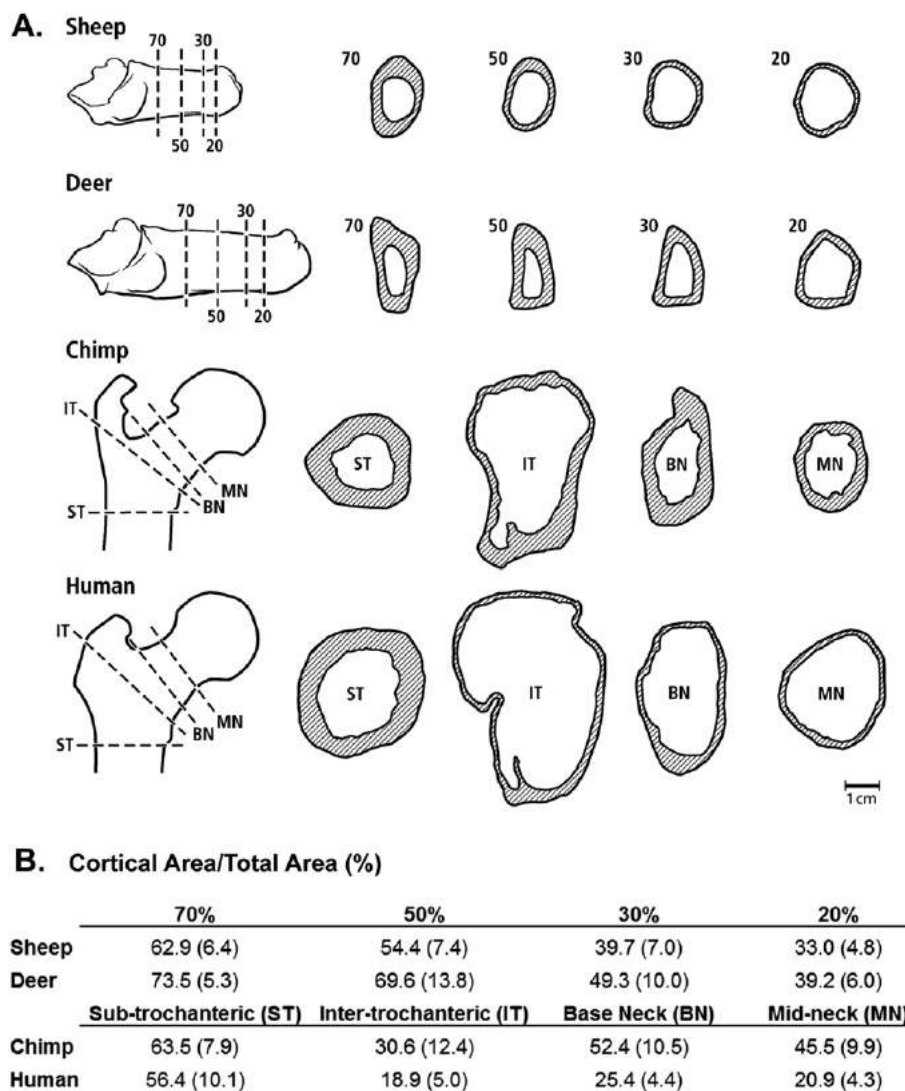 A. Sheep
70 30
50 20
70
50
30
20
Deer
70 30
50 20
70
50
30
20
Chimp
IT
MN
BN
ST
ST
IT
BN
MN
Human
IT
MN
BN
ST
ST
IT
BN
MN
1cm
B. Cortical Area/Total Area (%)
70% 50% 30% 20%
Sheep 62.9 (6.4) 54.4 (7.4) 39.7 (7.0) 33.0 (4.8)
Deer 73.5 (5.3) 69.6 (13.8) 49.3 (10.0) 39.2 (6.0)
Sub-trochanteric (ST) Inter-trochanteric (IT) Base Neck (BN) Mid-neck (MN)
Chimp 63.5 (7.9) 30.6 (12.4) 52.4 (10.5) 45.5 (9.9)
Human 56.4 (10.1) 18.9 (5.0) 25.4 (4.4) 20.9 (4.3)